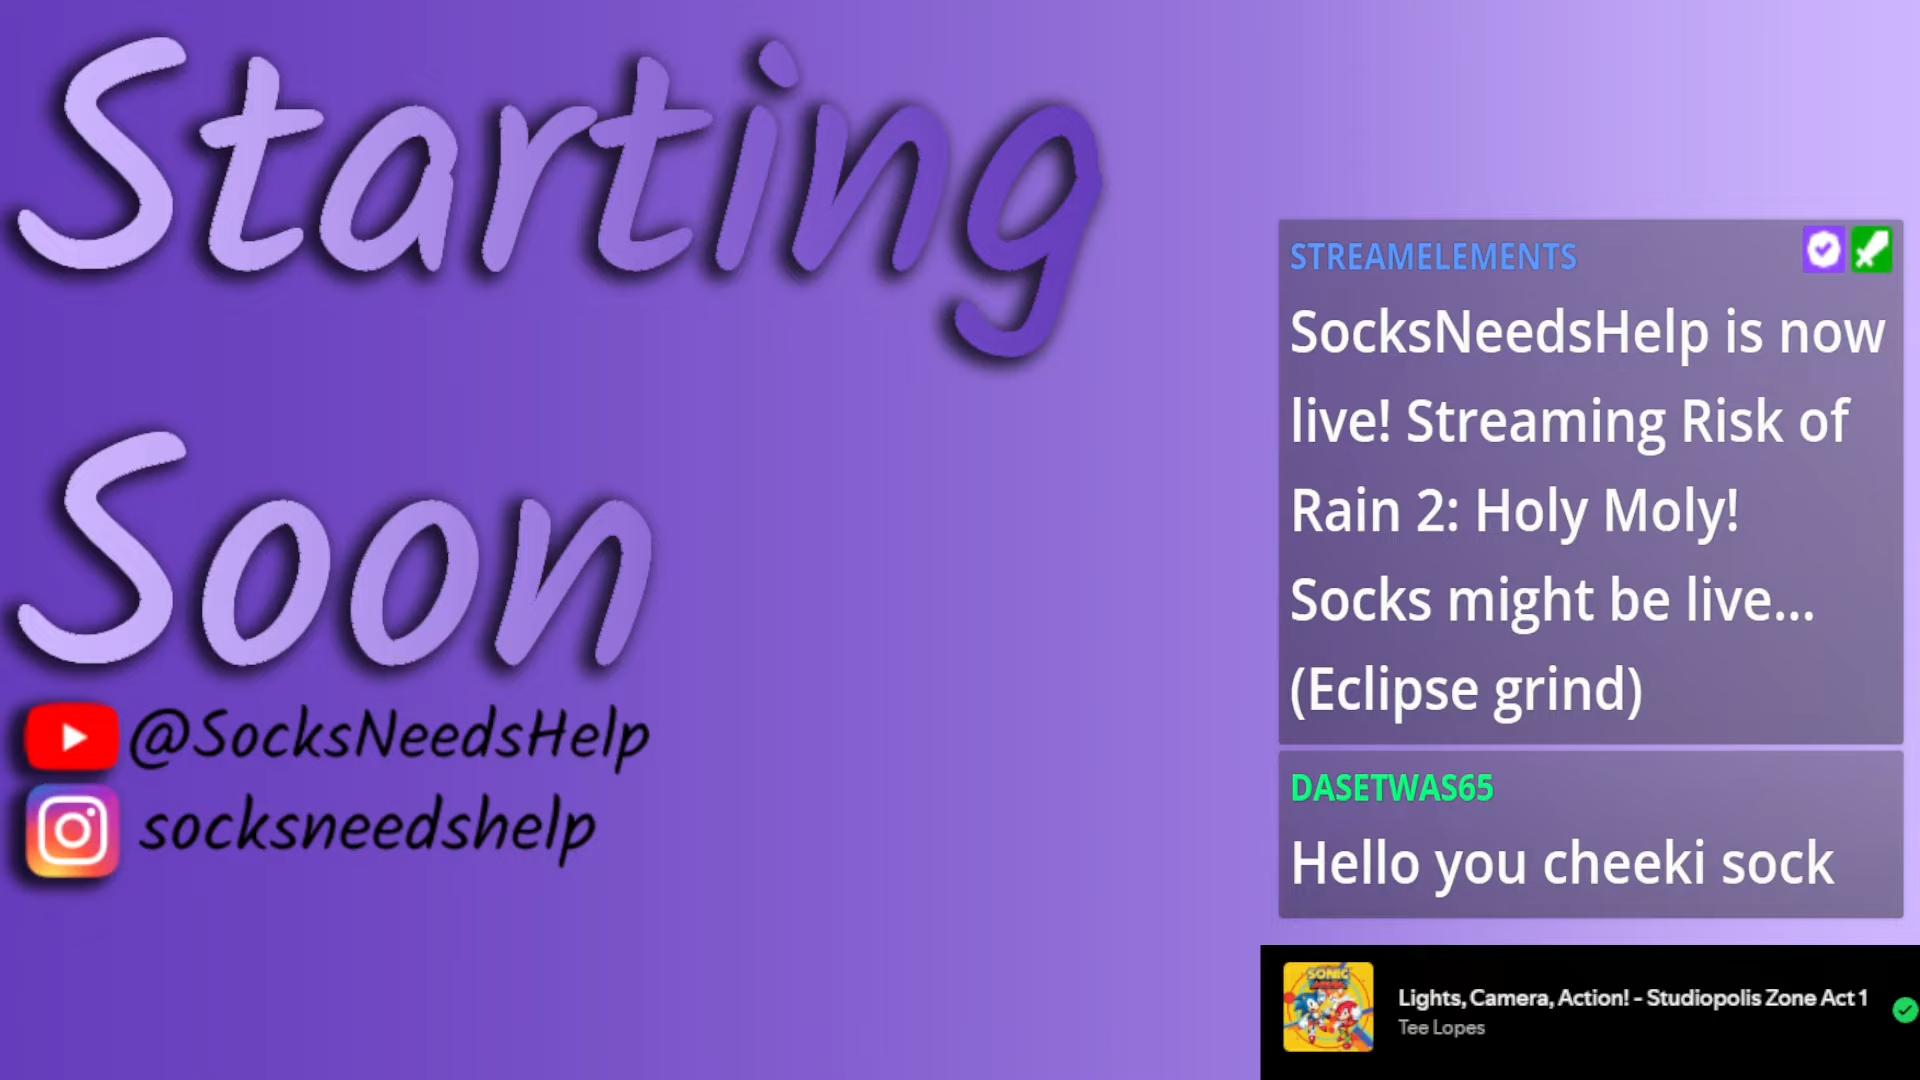 Starting
Soon
@SocksNeedsHelp
socksneedshelp
STREAMELEMENTS
SocksNeedsHelp is now
live! Streaming Risk of
Rain 2: Holy Moly!
Socks might be live...
(Eclipse grind)
DASETWAS65
Hello you cheeki sock
SONIC
Lights, Camera, Action! - Studiopolis Zone Act 1
Tee Lopes